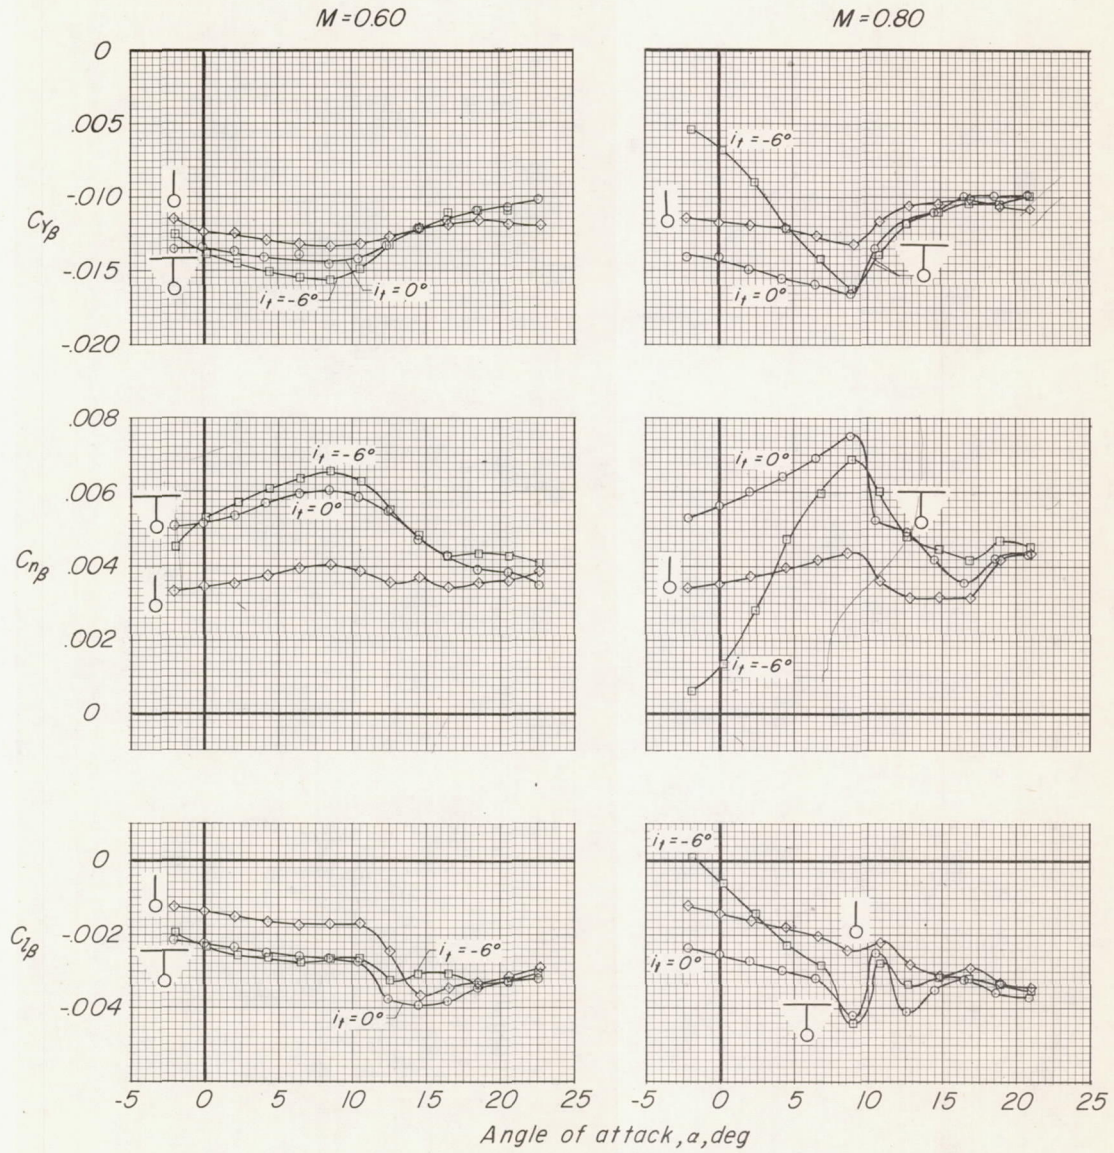 M=0.60 M=0.80
0
.005
-.010
CYβ
-.015
-.020
it=-6°
it=0°
it=-6°
it=0°
.008
.006
Cnβ
.004
.002
0
it=-6°
it=0°
it=0°
it=-6°
0
-.002
Clβ
-.004
it=-6°
it=0°
it=-6°
it=0°
-5 0 5 10 15 20 25 -5 0 5 10 15 20 25
Angle of attack, α, deg